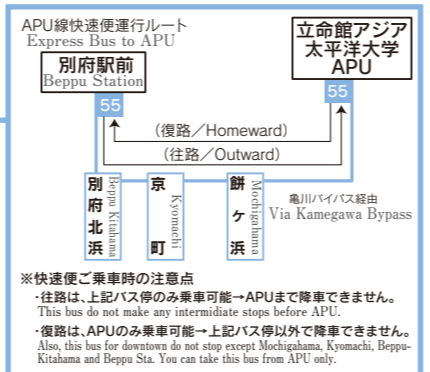 APU線快速便運行ルート
Express Bus to APU
別府駅前
Beppu Station
55
立命館アジア
太平洋大学
APU
55
(復路/Homeward)
(往路/Outward)
別府北浜
Beppu Kitahama
京町
Kyomachi
餅ヶ浜
Mochigahama
亀川バイパス経由
Via Kamegawa Bypass
※快速便ご乗車時の注意点
・往路は、上記バス停のみ乗車可能→APUまで降車できません。
This bus do not make any intermidiate stops before APU.
・復路は、APUのみ乗車可能→上記バス停以外で降車できません。
Also, this bus for downtown do not stop except Mochigahama, Kyomachi, Beppu-
Kitahama and Beppu Sta. You can take this bus from APU only.